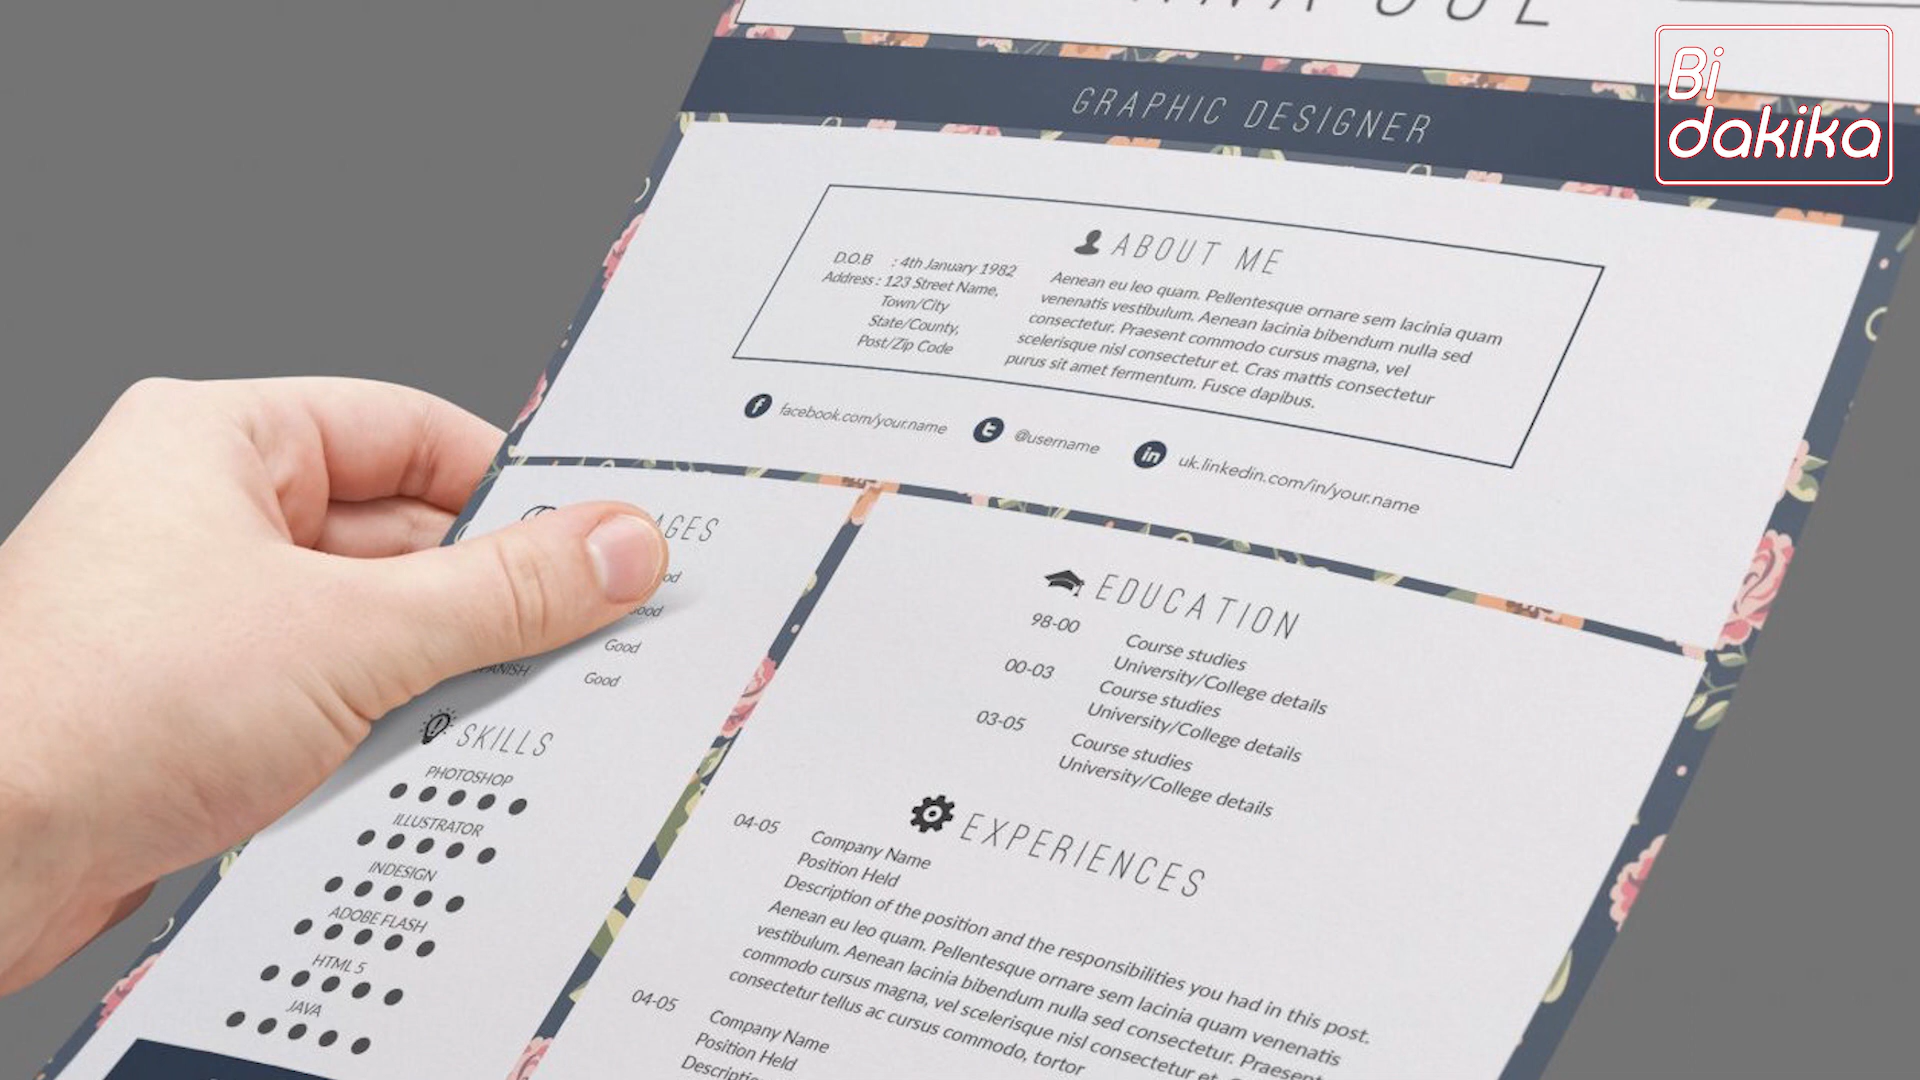 GRAPHIC DESIGNER
Bi
dakika
ABOUT ME
D.O.B : 4th January 1982
Address : 123 Street Name,
Town/City
State/County,
Post/Zip Code
Aenean eu leo quam. Pellentesque ornare sem lacinia quam
venenatis vestibulum. Aenean lacinia bibendum nulla sed
consectetur. Praesent commodo cursus magna, vel
scelerisque nisl consectetur et. Cras mattis consectetur
purus sit amet fermentum. Fusce dapibus.
facebook.com/your.name
@username
uk.linkedin.com/in/your.name
Good
Good
SKILLS
PHOTOSHOP
ILLUSTRATOR
INDESIGN
ADOBE FLASH
HTML 5
JAVA
EDUCATION
98-00 Course studies
University/College details
00-03 Course studies
University/College details
03-05 Course studies
University/College details
EXPERIENCES
04-05 Company Name
Position Held
Description of the position and the responsibilities you had in this post.
Aenean eu leo quam. Pellentesque ornare sem lacinia quam venenatis
vestibulum. Aenean lacinia bibendum nulla sed consectetur. Praesent
commodo cursus magna, vel scelerisque nisl consectetur et.
consectetur tellus ac cursus commodo, tortor
04-05 Company Name
Position Held